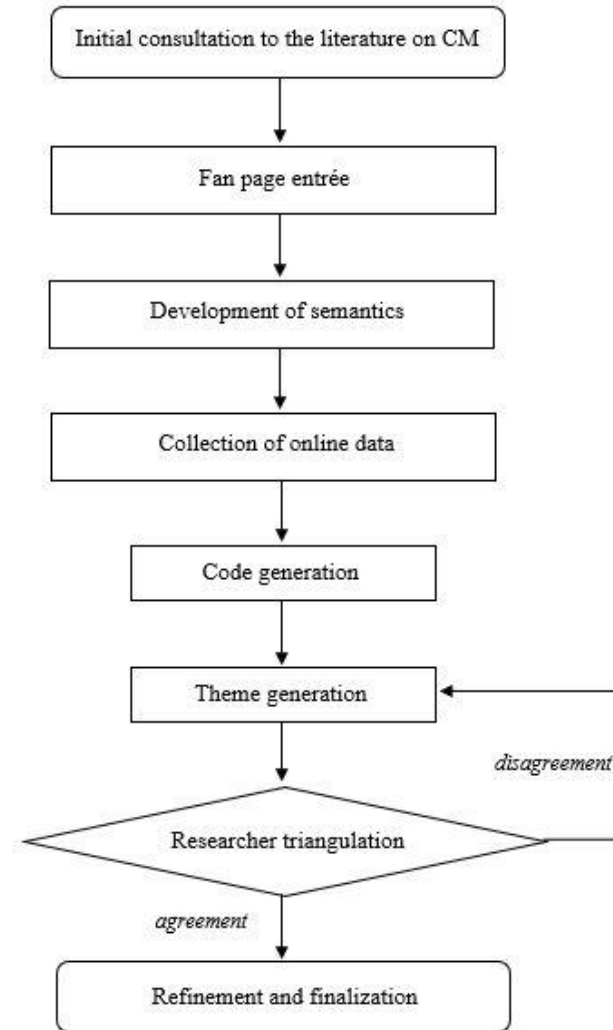 Initial consultation to the literature on CM
Fan page entrée
Development of semantics
Collection of online data
Code generation
Theme generation
disagreement
Researcher triangulation
agreement
Refinement and finalization